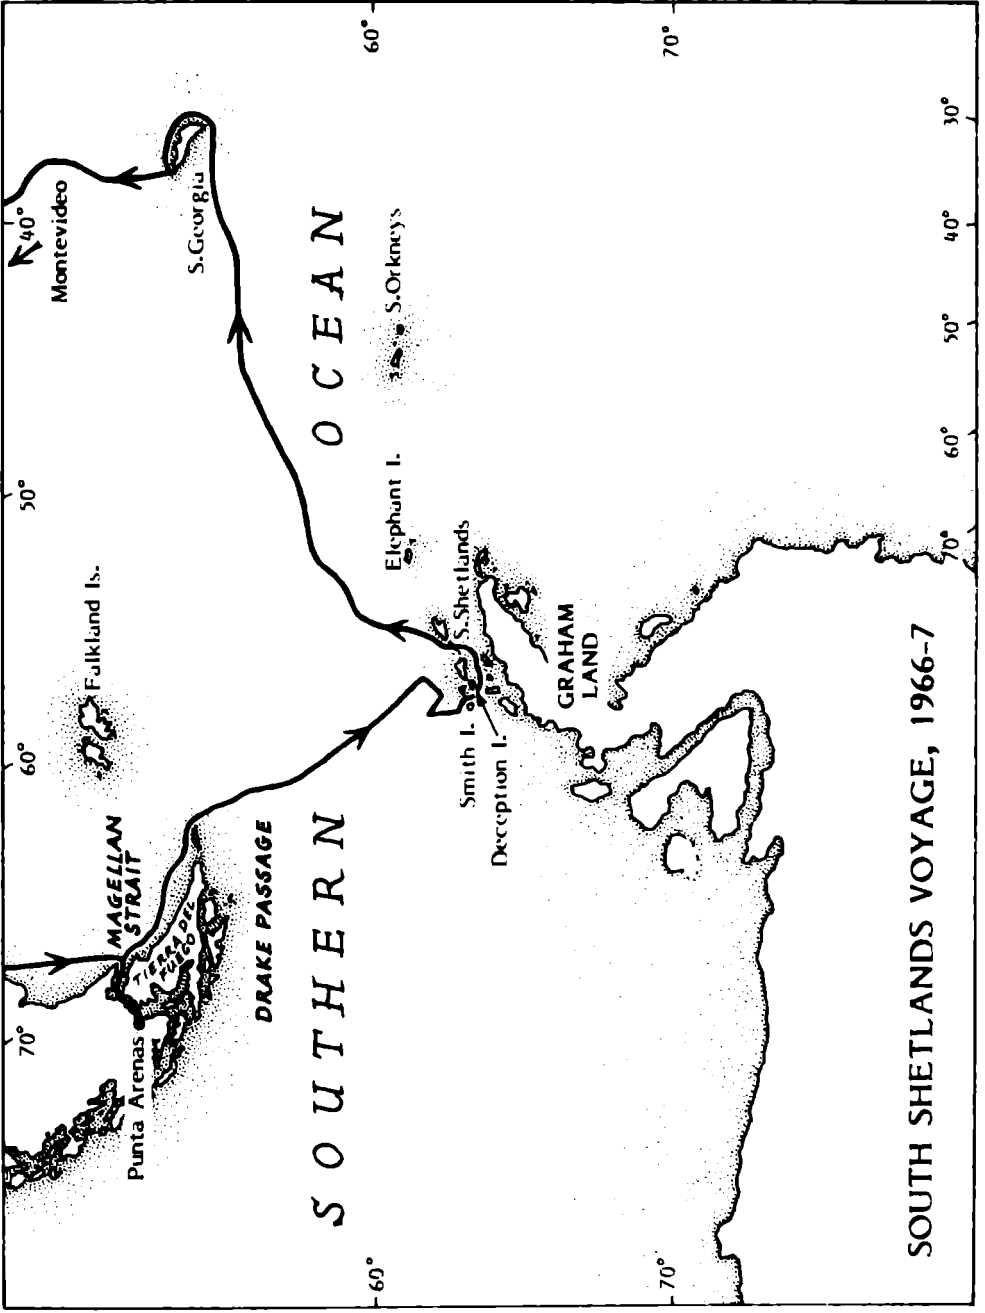 70°
60°
50°
40°
Montevideo
Falkland Is.
MAGELLAN
STRAIT
Punta Arenas
TIERRA DEL
FUEGO
S.Georgia
DRAKE PASSAGE
SOUTHERN OCEAN
60°
60°
Elephant I.
S.Orkneys
S.Shetlands
Smith I.
Deception I.
GRAHAM
LAND
70°
70°
SOUTH SHETLANDS VOYAGE, 1966-7
70°
60°
50°
40°
30°